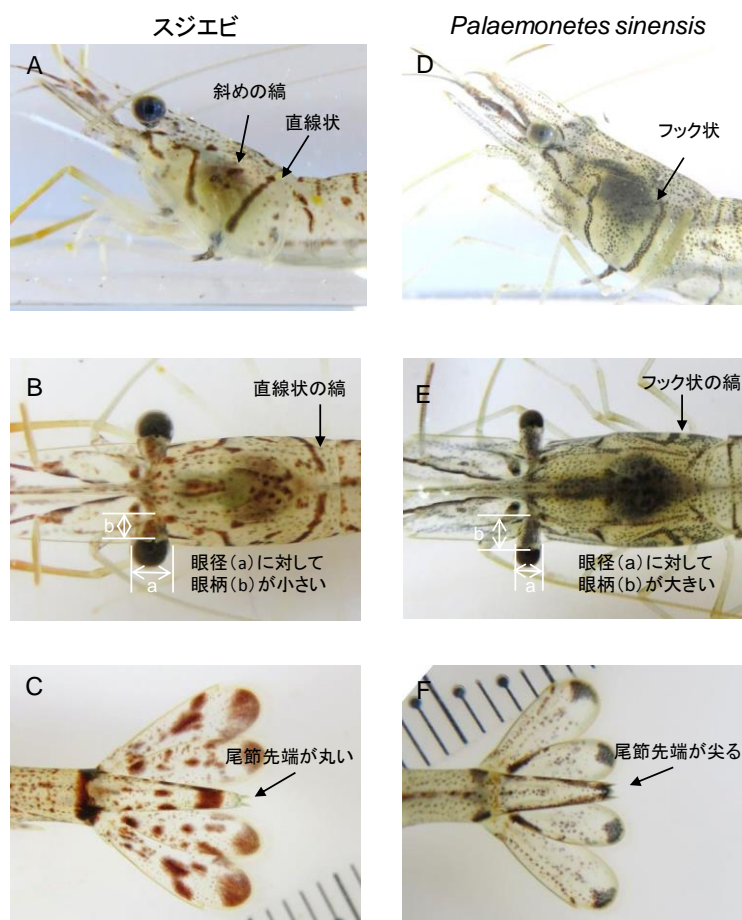 スジエビ
Palaemonetes sinensis
A
斜めの縞
直線状
D
フック状
B
直線状の縞
b
a
眼径(a)に対して
眼柄(b)が小さい
E
フック状の縞
b
a
眼径(a)に対して
眼柄(b)が大きい
C
尾節先端が丸い
F
尾節先端が尖る